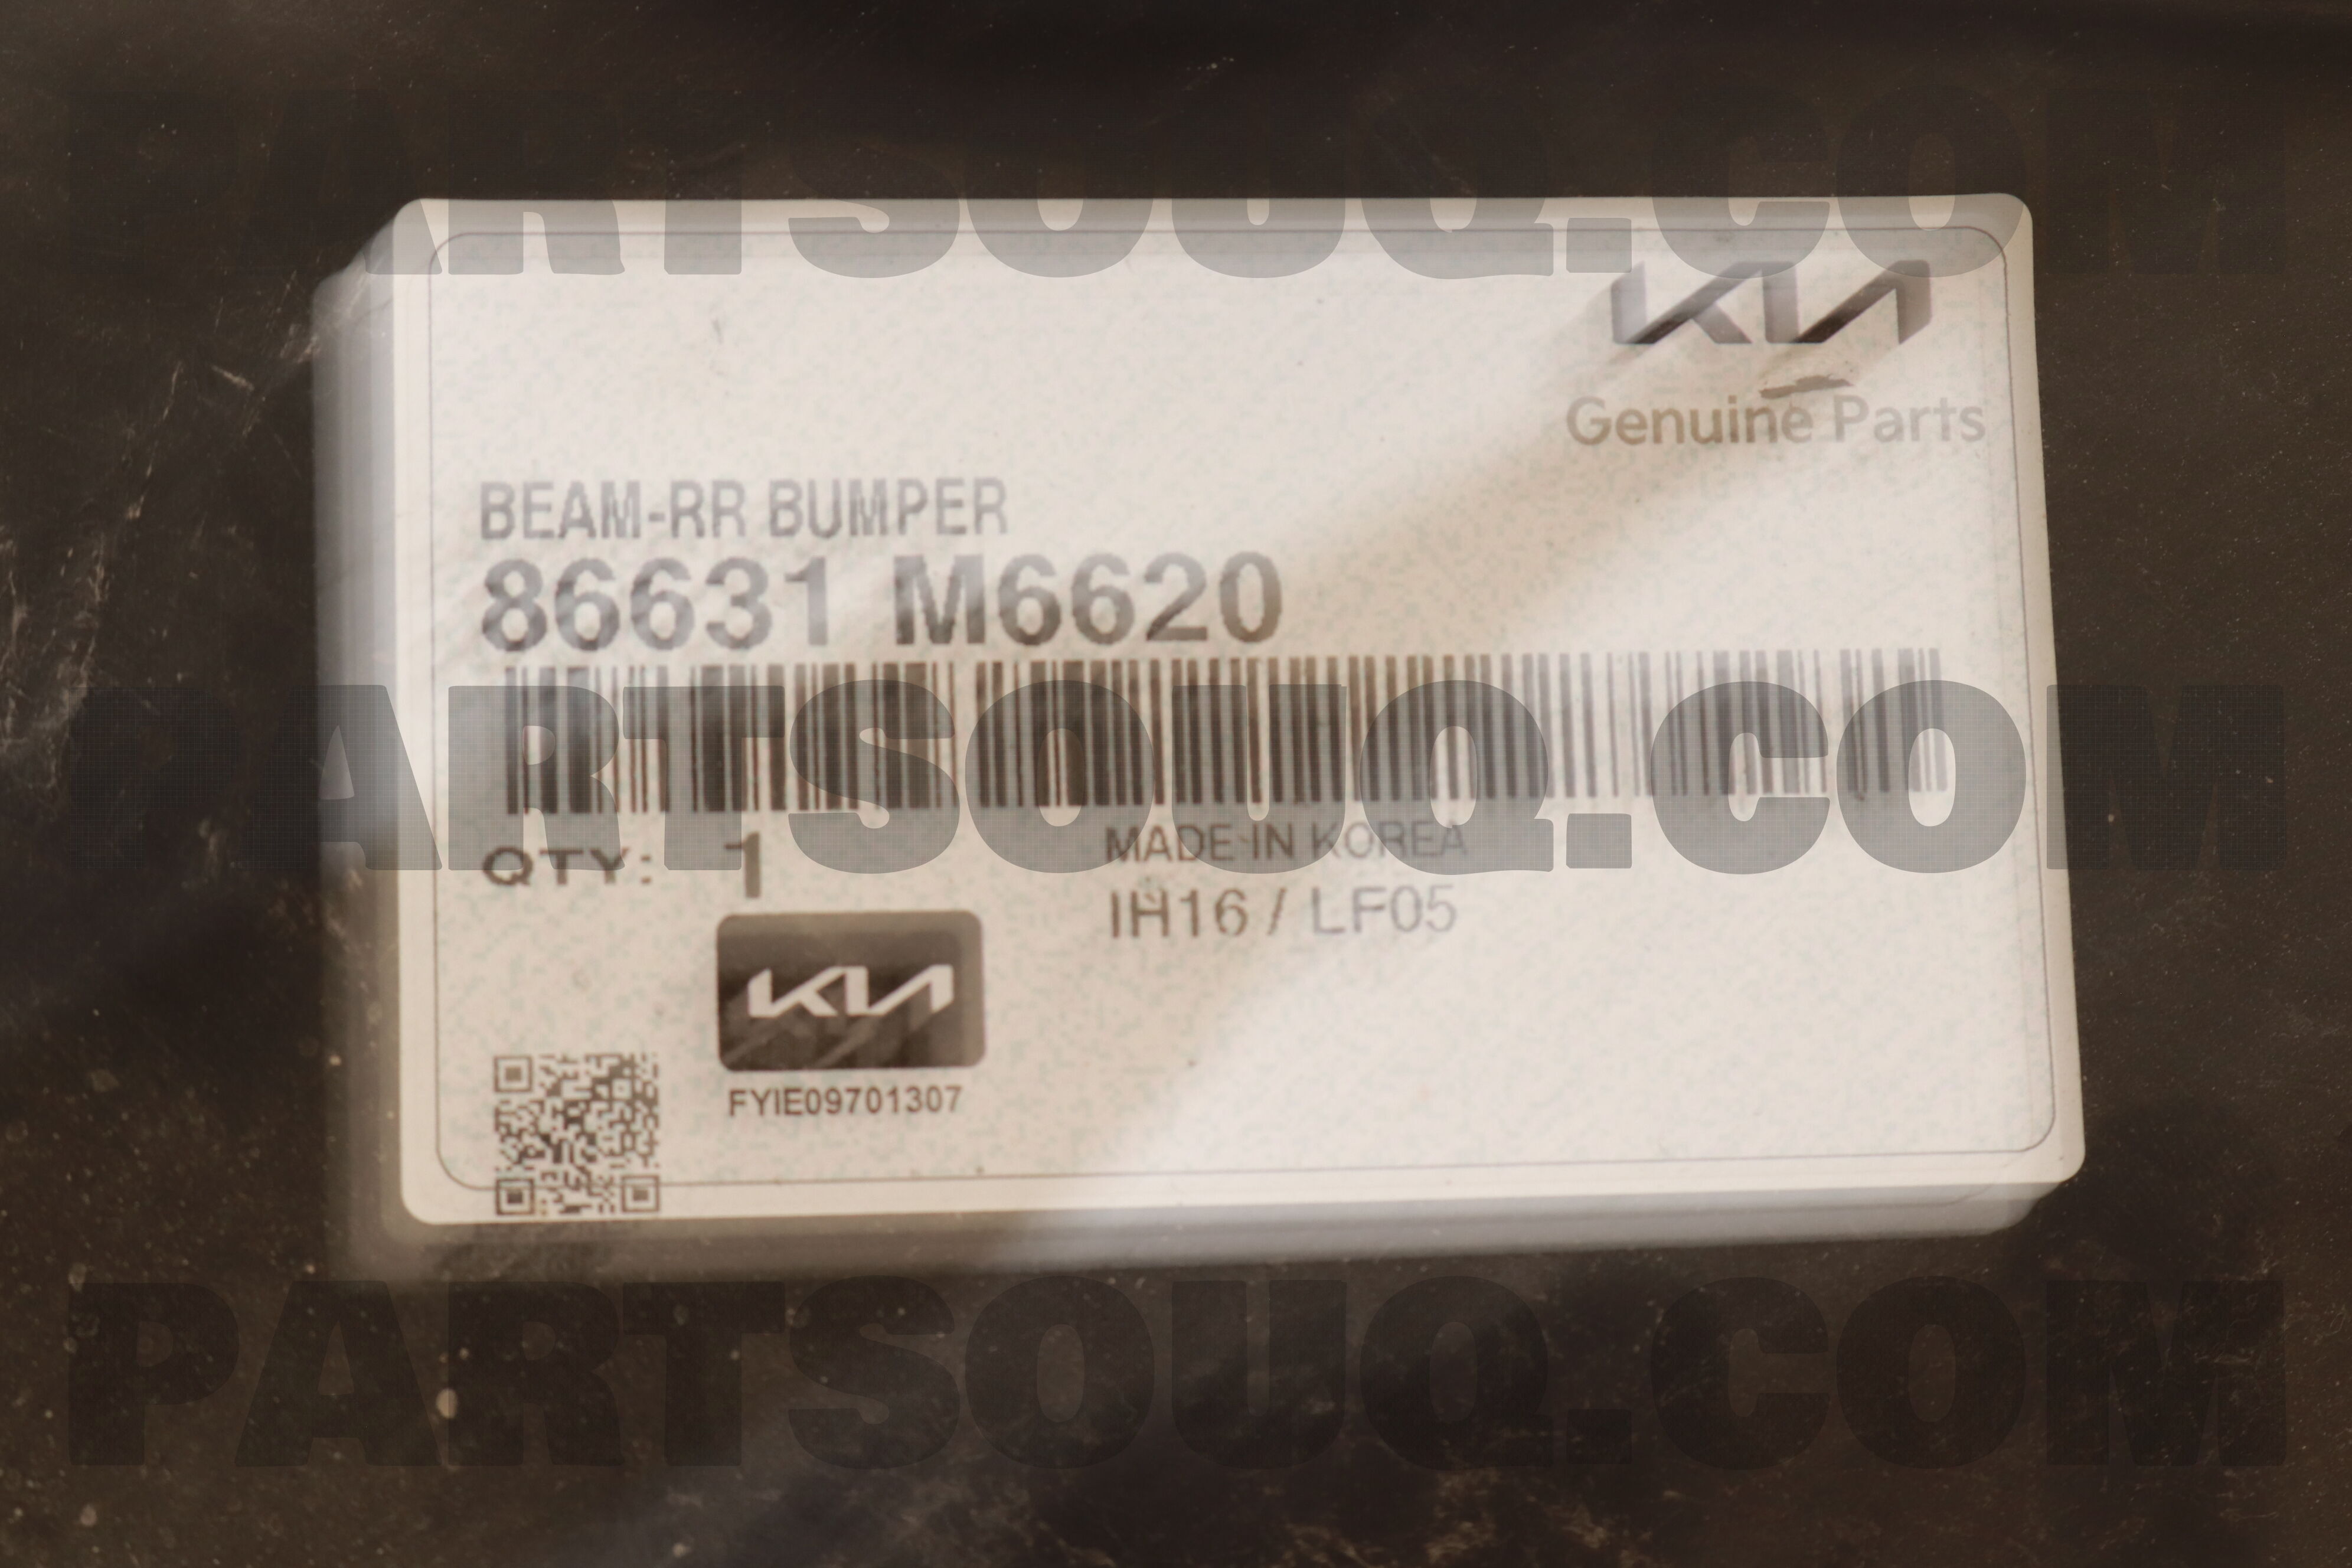 PARTSOUQ.COM
KIA
Genuine Parts
BEAM-RR BUMPER
86631 M6620
PARTSOUQ.COM
QTY: 1
MADE IN KOREA
IH16 / LF05
KIA
FYIE09701307
PARTSOUQ.COM